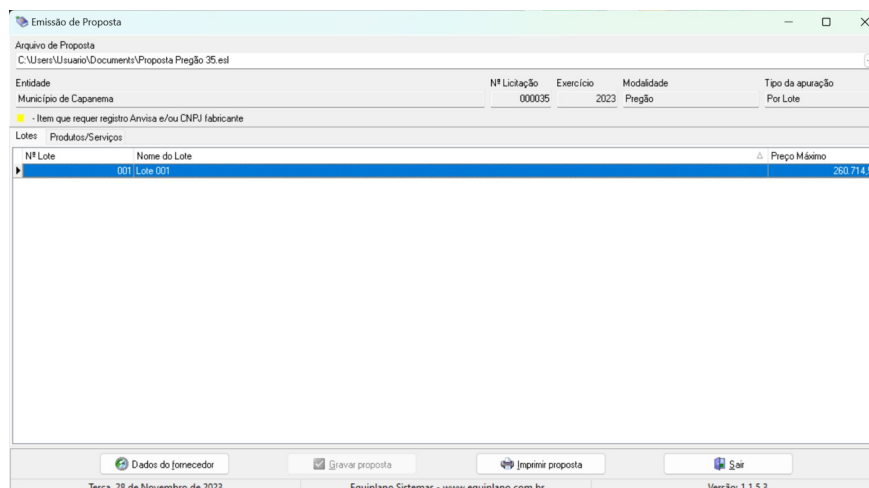 Emissão de Proposta
Arquivo de Proposta
C:\Users\Usuario\Documents\Proposta Pregão 35.esl
Entidade Nº Licitação Exercício Modalidade Tipo da apuração
Município de Capanema 000035 2023 Pregão Por Lote
- Item que requer registro Anvisa e/ou CNPJ fabricante
Lotes Produtos/Serviços
Nº Lote Nome do Lote Preço Máximo
001 Lote 001 260.714,
Dados do fornecedor Gravar proposta Imprimir proposta Sair
Terça, 28 de Novembro de 2023 Equiplano Sistemas - www.equiplano.com.br Versão: 1.1.5.3